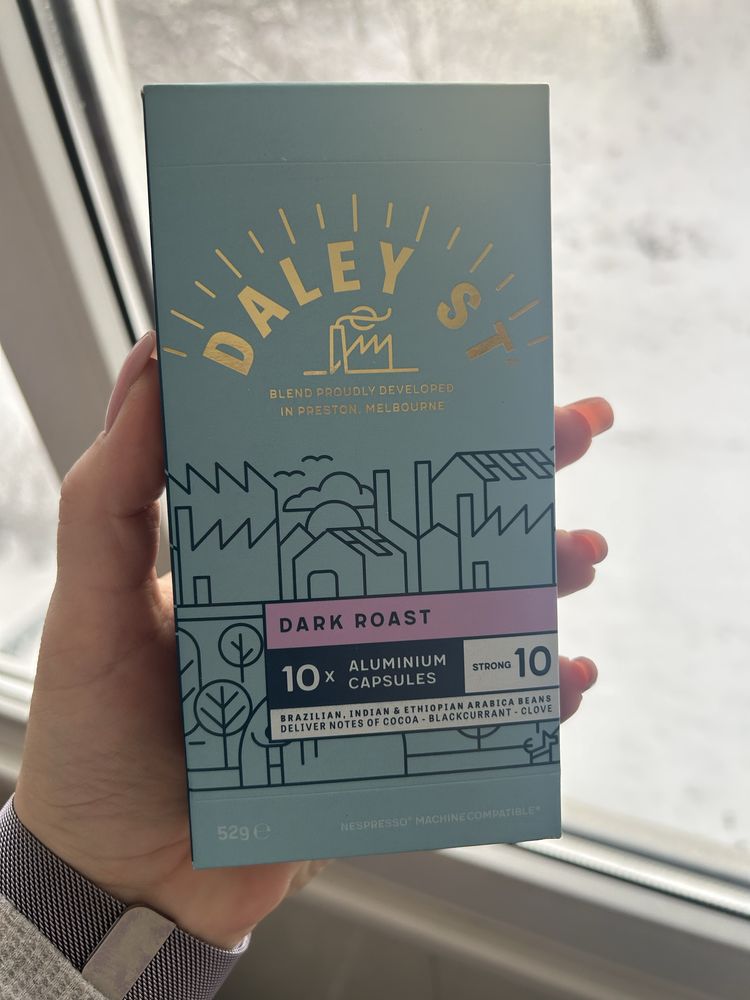 DALEY ST
BLEND PROUDLY DEVELOPED
IN PRESTON, MELBOURNE
DARK ROAST
10x ALUMINIUM CAPSULES
STRONG 10
BRAZILIAN, INDIAN & ETHIOPIAN ARABICA BEANS
DELIVER NOTES OF COCOA - BLACKCURRANT - CLOVE
52g ℮
NESPRESSO® MACHINE COMPATIBLE*